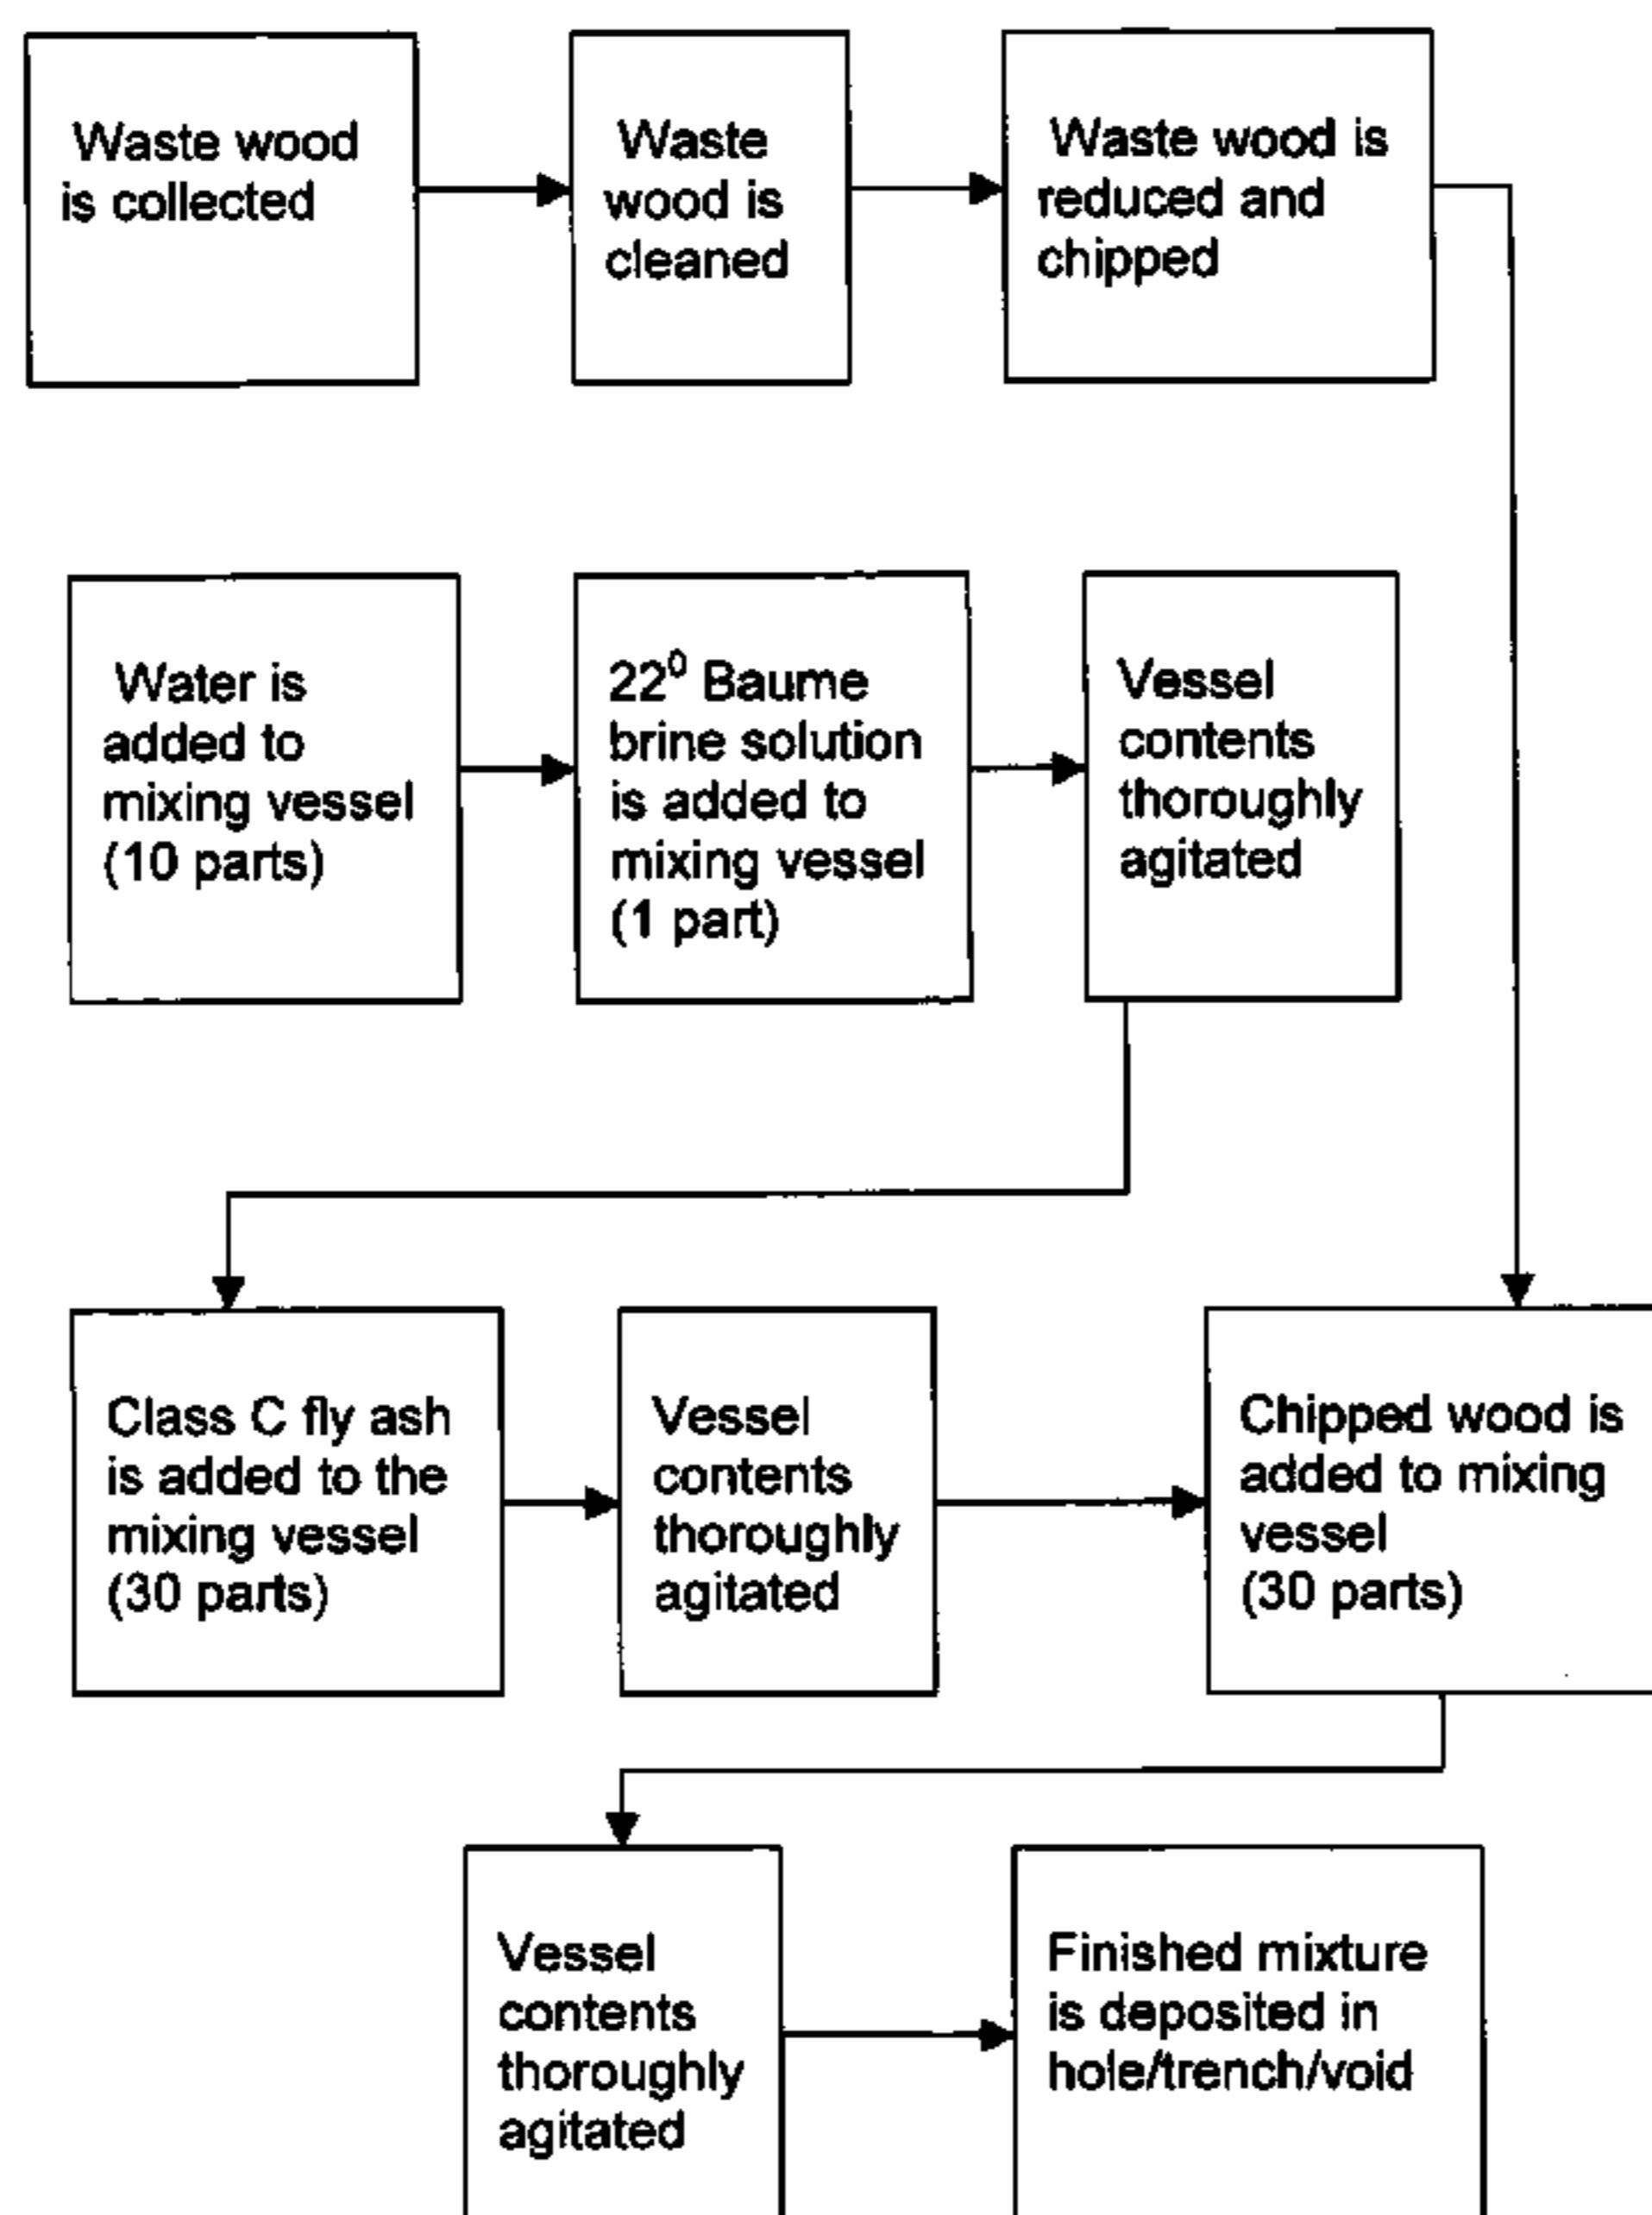 Waste wood
is collected
Waste
wood is
cleaned
Waste wood is
reduced and
chipped
Water is
added to
mixing vessel
(10 parts)
22⁰ Baume
brine solution
is added to
mixing vessel
(1 part)
Vessel
contents
thoroughly
agitated
Class C fly ash
is added to the
mixing vessel
(30 parts)
Vessel
contents
thoroughly
agitated
Chipped wood is
added to mixing
vessel
(30 parts)
Vessel
contents
thoroughly
agitated
Finished mixture
is deposited in
hole/trench/void